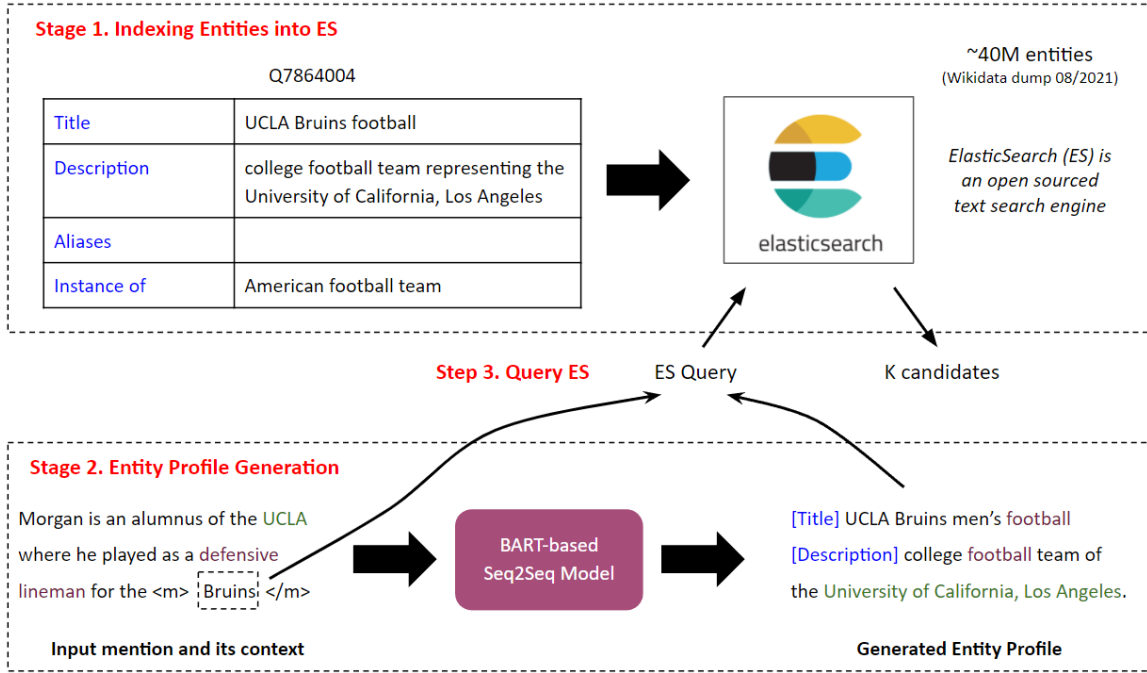 Stage 1. Indexing Entities into ES
~40M entities
(Wikidata dump 08/2021)
Q7864004
Title
UCLA Bruins football
Description
college football team representing the
University of California, Los Angeles
Aliases
Instance of
American football team
elasticsearch
ElasticSearch (ES) is
an open sourced
text search engine
Step 3. Query ES
ES Query
K candidates
Stage 2. Entity Profile Generation
Morgan is an alumnus of the UCLA
where he played as a defensive
lineman for the <m> Bruins </m>
Input mention and its context
BART-based
Seq2Seq Model
[Title] UCLA Bruins men's football
[Description] college football team of
the University of California, Los Angeles.
Generated Entity Profile